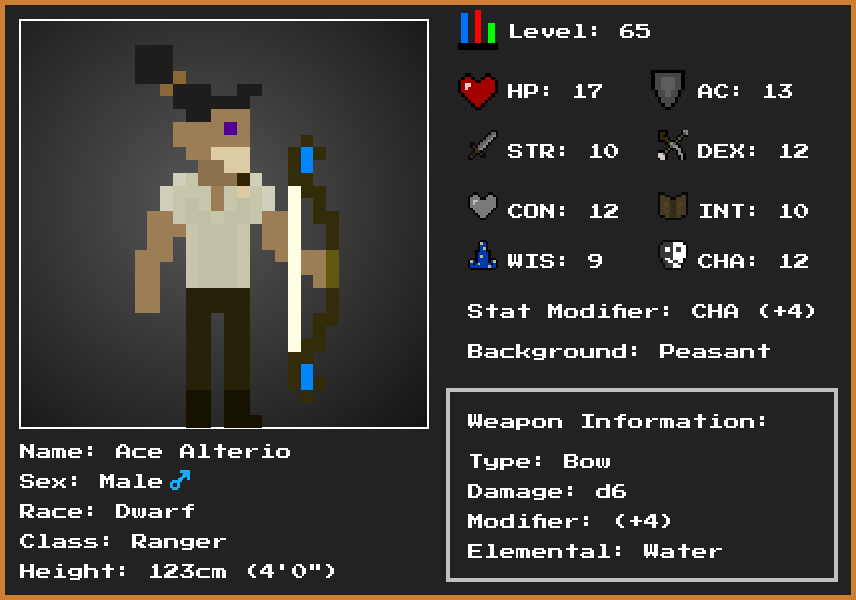 Level: 65
HP: 17 AC: 13
STR: 10 DEX: 12
CON: 12 INT: 10
WIS: 9 CHA: 12
Stat Modifier: CHA (+4)
Background: Peasant
Weapon Information:
Type: Bow
Damage: d6
Modifier: (+4)
Elemental: Water
Name: Ace Alterio
Sex: Male♂
Race: Dwarf
Class: Ranger
Height: 123cm (4'0")